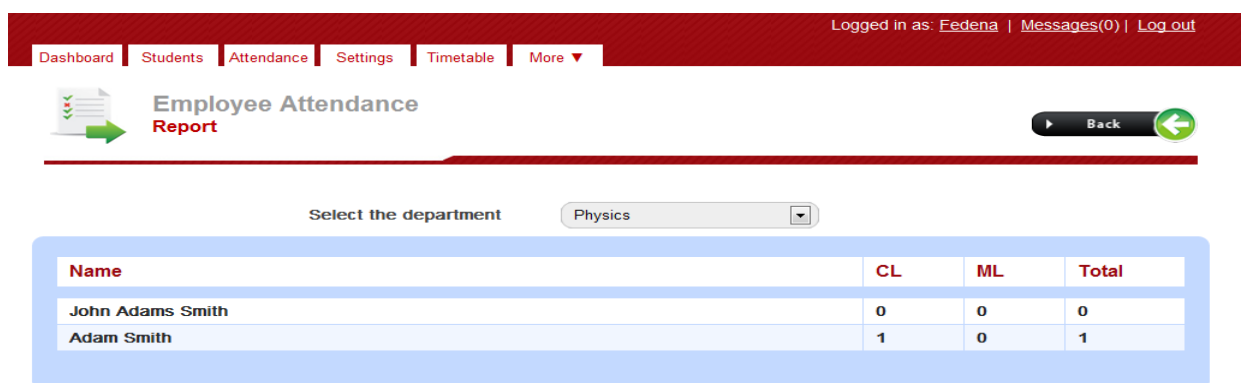 Logged in as: Fedena | Messages(0) | Log out
Dashboard Students Attendance Settings Timetable More ▼
Employee Attendance
Report
Back
Select the department Physics
Name CL ML Total
John Adams Smith 0 0 0
Adam Smith 1 0 1